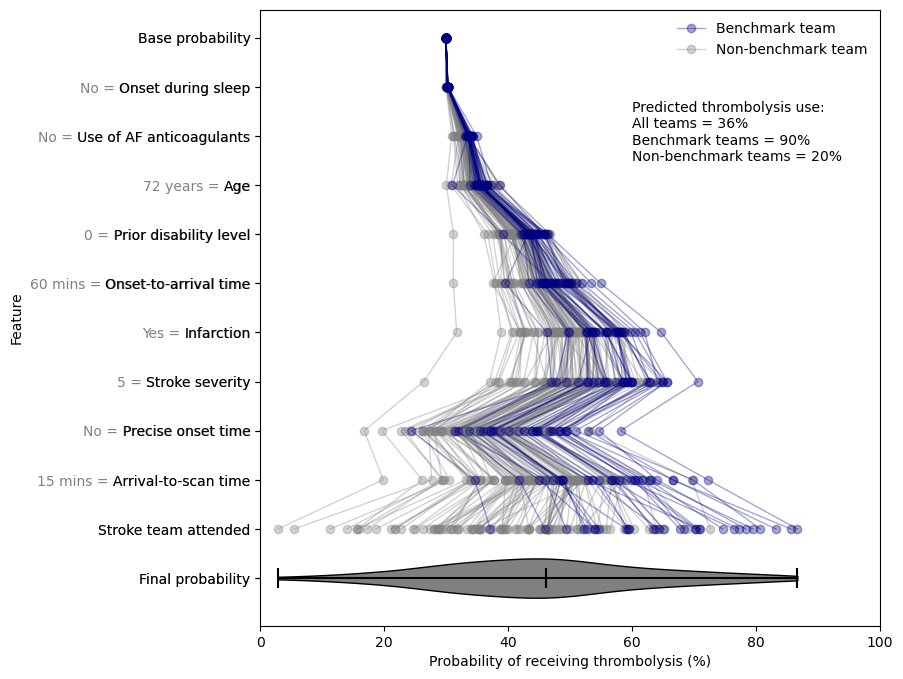 Benchmark team
Non-benchmark team
Predicted thrombolysis use:
All teams = 36%
Benchmark teams = 90%
Non-benchmark teams = 20%
Feature
Base probability
No = Onset during sleep
No = Use of AF anticoagulants
72 years = Age
0 = Prior disability level
60 mins = Onset-to-arrival time
Yes = Infarction
5 = Stroke severity
No = Precise onset time
15 mins = Arrival-to-scan time
Stroke team attended
Final probability
0 20 40 60 80 100
Probability of receiving thrombolysis (%)